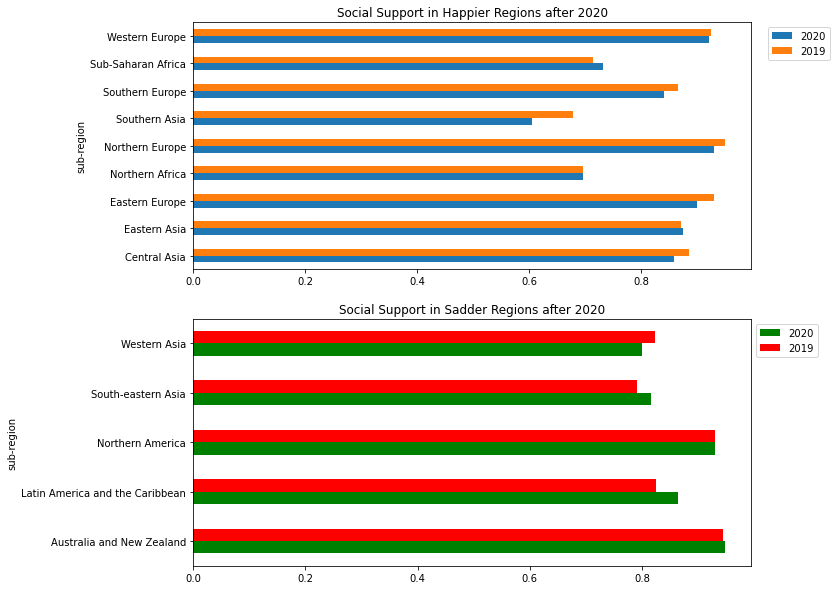 Social Support in Happier Regions after 2020
Western Europe
Sub-Saharan Africa
Southern Europe
Southern Asia
Northern Europe
Northern Africa
Eastern Europe
Eastern Asia
Central Asia
sub-region
0.0 0.2 0.4 0.6 0.8
2020
2019
Social Support in Sadder Regions after 2020
Western Asia
South-eastern Asia
Northern America
Latin America and the Caribbean
Australia and New Zealand
sub-region
0.0 0.2 0.4 0.6 0.8
2020
2019